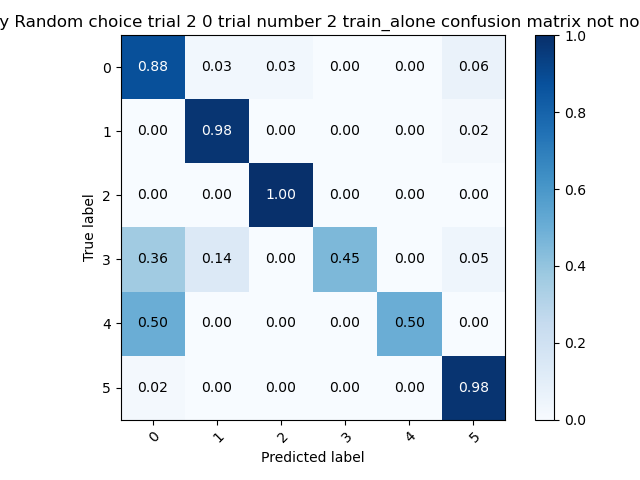 y Random choice trial 2 0 trial number 2 train_alone confusion matrix not no
1.0
0 0.88 0.03 0.03 0.00 0.00 0.06
0.8
1 0.00 0.98 0.00 0.00 0.00 0.02
2 0.00 0.00 1.00 0.00 0.00 0.00
0.6
True label
3 0.36 0.14 0.00 0.45 0.00 0.05
0.4
4 0.50 0.00 0.00 0.00 0.50 0.00
0.2
5 0.02 0.00 0.00 0.00 0.00 0.98
0.0
0 1 2 3 4 5
Predicted label